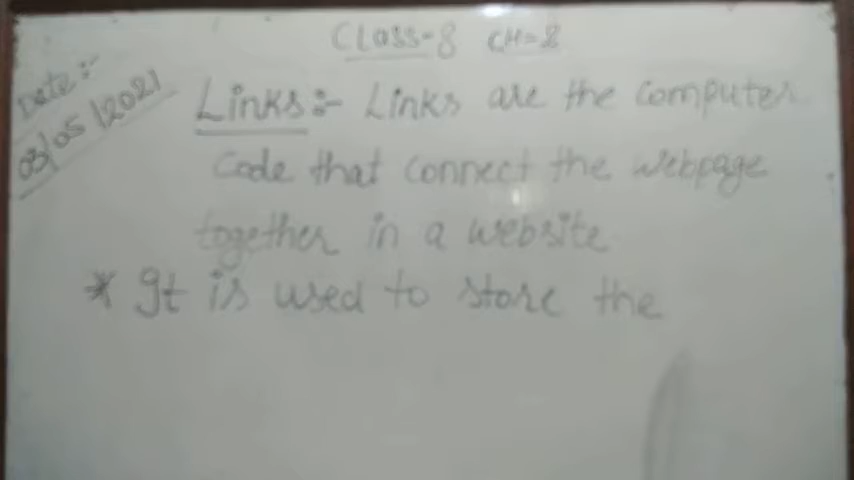 Class-8 CH-8
Date:-
03/05/2021
Links:- Links are the computer
code that connect the webpage
together in a website
* It is used to store the